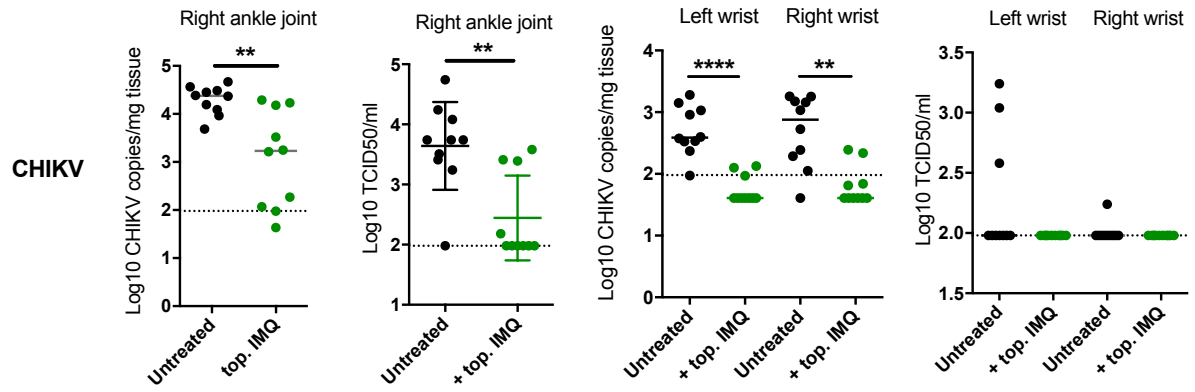 CHIKV
Right ankle joint
**
Log10 CHIKV copies/mg tissue
5
4
3
2
1
0
Untreated
top. IMQ
Right ankle joint
**
Log10 TCID50/ml
5
4
3
2
1
Untreated
+ top. IMQ
Left wrist Right wrist
**** **
Log10 CHIKV copies/mg tissue
4
3
2
1
0
Untreated
+ top. IMQ
Untreated
+ top. IMQ
Left wrist Right wrist
Log10 TCID50/ml
3.5
3.0
2.5
2.0
1.5
Untreated
+ top. IMQ
Untreated
+ top. IMQ